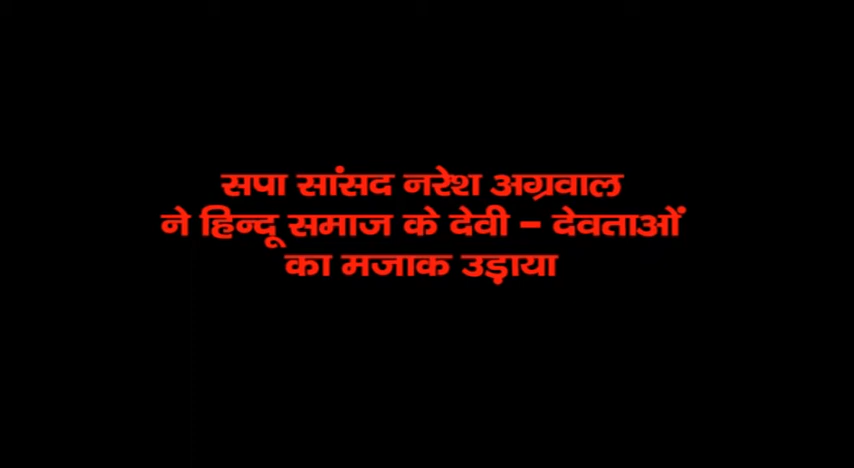 सपा सांसद नरेश अग्रवाल
ने हिन्दू समाज के देवी - देवताओं
का मजाक उड़ाया